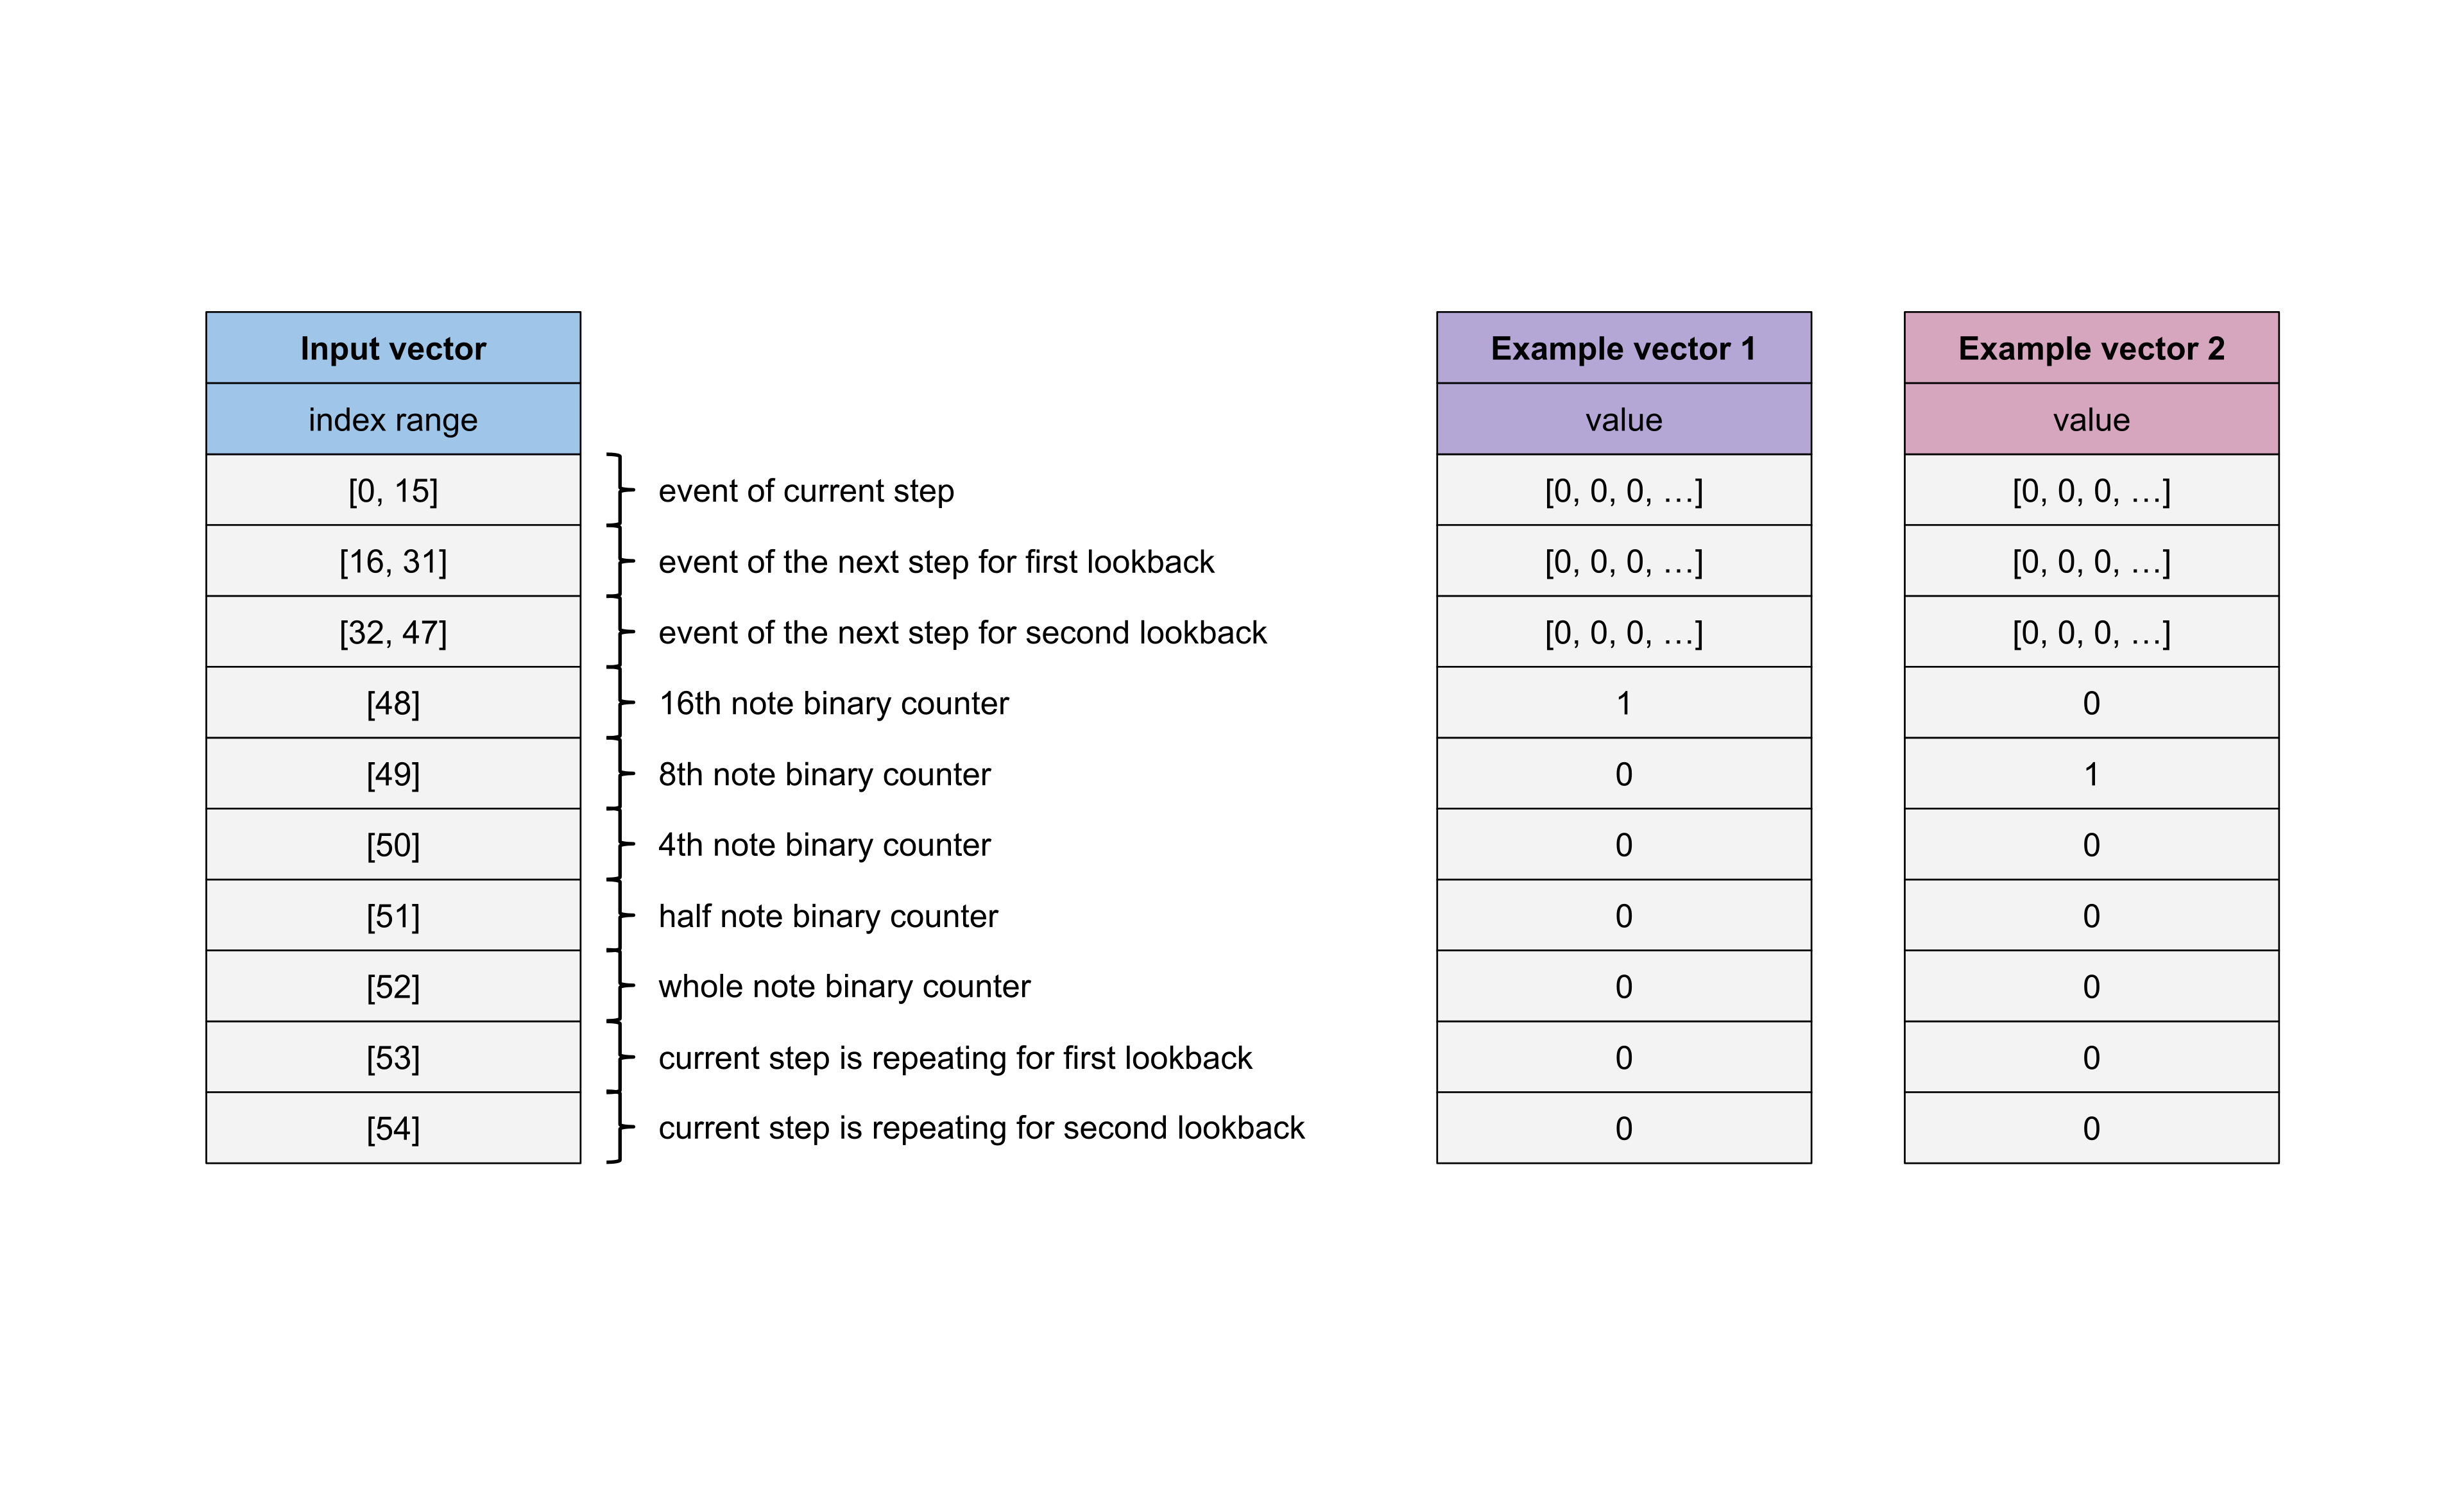 Input vector
index range
[0, 15]
[16, 31]
[32, 47]
[48]
[49]
[50]
[51]
[52]
[53]
[54]
event of current step
event of the next step for first lookback
event of the next step for second lookback
16th note binary counter
8th note binary counter
4th note binary counter
half note binary counter
whole note binary counter
current step is repeating for first lookback
current step is repeating for second lookback
Example vector 1
value
[0, 0, 0, …]
[0, 0, 0, …]
[0, 0, 0, …]
1
0
0
0
0
0
0
Example vector 2
value
[0, 0, 0, …]
[0, 0, 0, …]
[0, 0, 0, …]
0
1
0
0
0
0
0